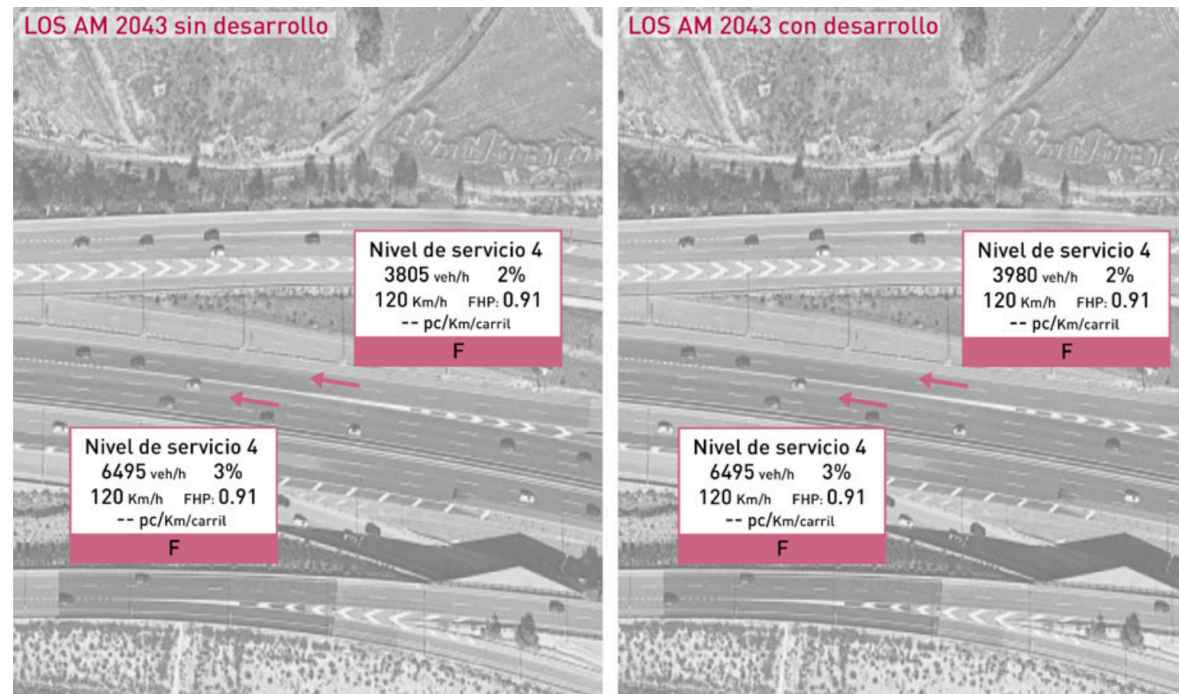 LOS AM 2043 sin desarrollo
Nivel de servicio 4
3805 veh/h 2%
120 Km/h FHP: 0.91
-- pc/Km/carril
F
Nivel de servicio 4
6495 veh/h 3%
120 Km/h FHP: 0.91
-- pc/Km/carril
F
LOS AM 2043 con desarrollo
Nivel de servicio 4
3980 veh/h 2%
120 Km/h FHP: 0.91
-- pc/Km/carril
F
Nivel de servicio 4
6495 veh/h 3%
120 Km/h FHP: 0.91
-- pc/Km/carril
F